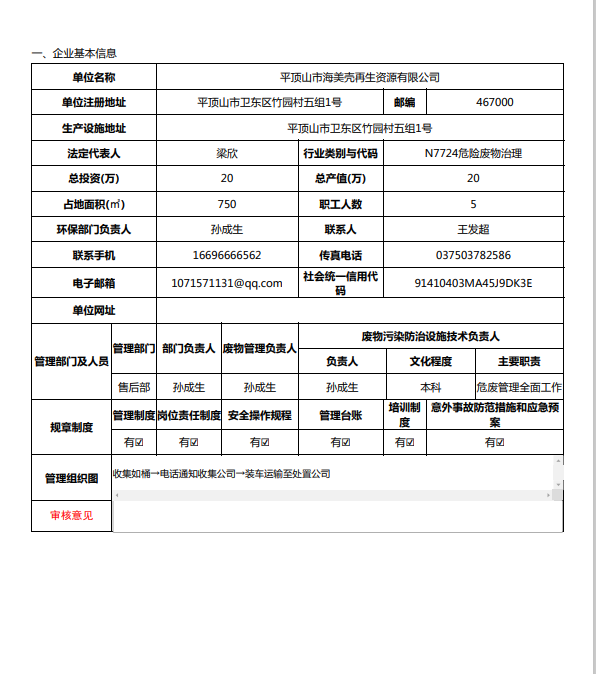 一、企业基本信息
单位名称 平顶山市海美壳再生资源有限公司
单位注册地址 平顶山市卫东区竹园村五组1号 邮编 467000
生产设施地址 平顶山市卫东区竹园村五组1号
法定代表人 梁欣 行业类别与代码 N7724危险废物治理
总投资(万) 20 总产值(万) 20
占地面积(㎡) 750 职工人数 5
环保部门负责人 孙成生 联系人 王发超
联系手机 16696666562 传真电话 037503782586
电子邮箱 1071571131@qq.com 社会统一信用代码 91410403MA45J9DK3E
单位网址
管理部门及人员 管理部门 部门负责人 废物管理负责人 废物污染防治设施技术负责人
负责人 文化程度 主要职责
售后部 孙成生 孙成生 孙成生 本科 危废管理全面工作
规章制度 管理制度 岗位责任制度 安全操作规程 管理台账 培训制度 意外事故防范措施和应急预案
有☑ 有☑ 有☑ 有☑ 有☑ 有☑
管理组织图 收集如桶→电话通知收集公司→装车运输至处置公司
审核意见